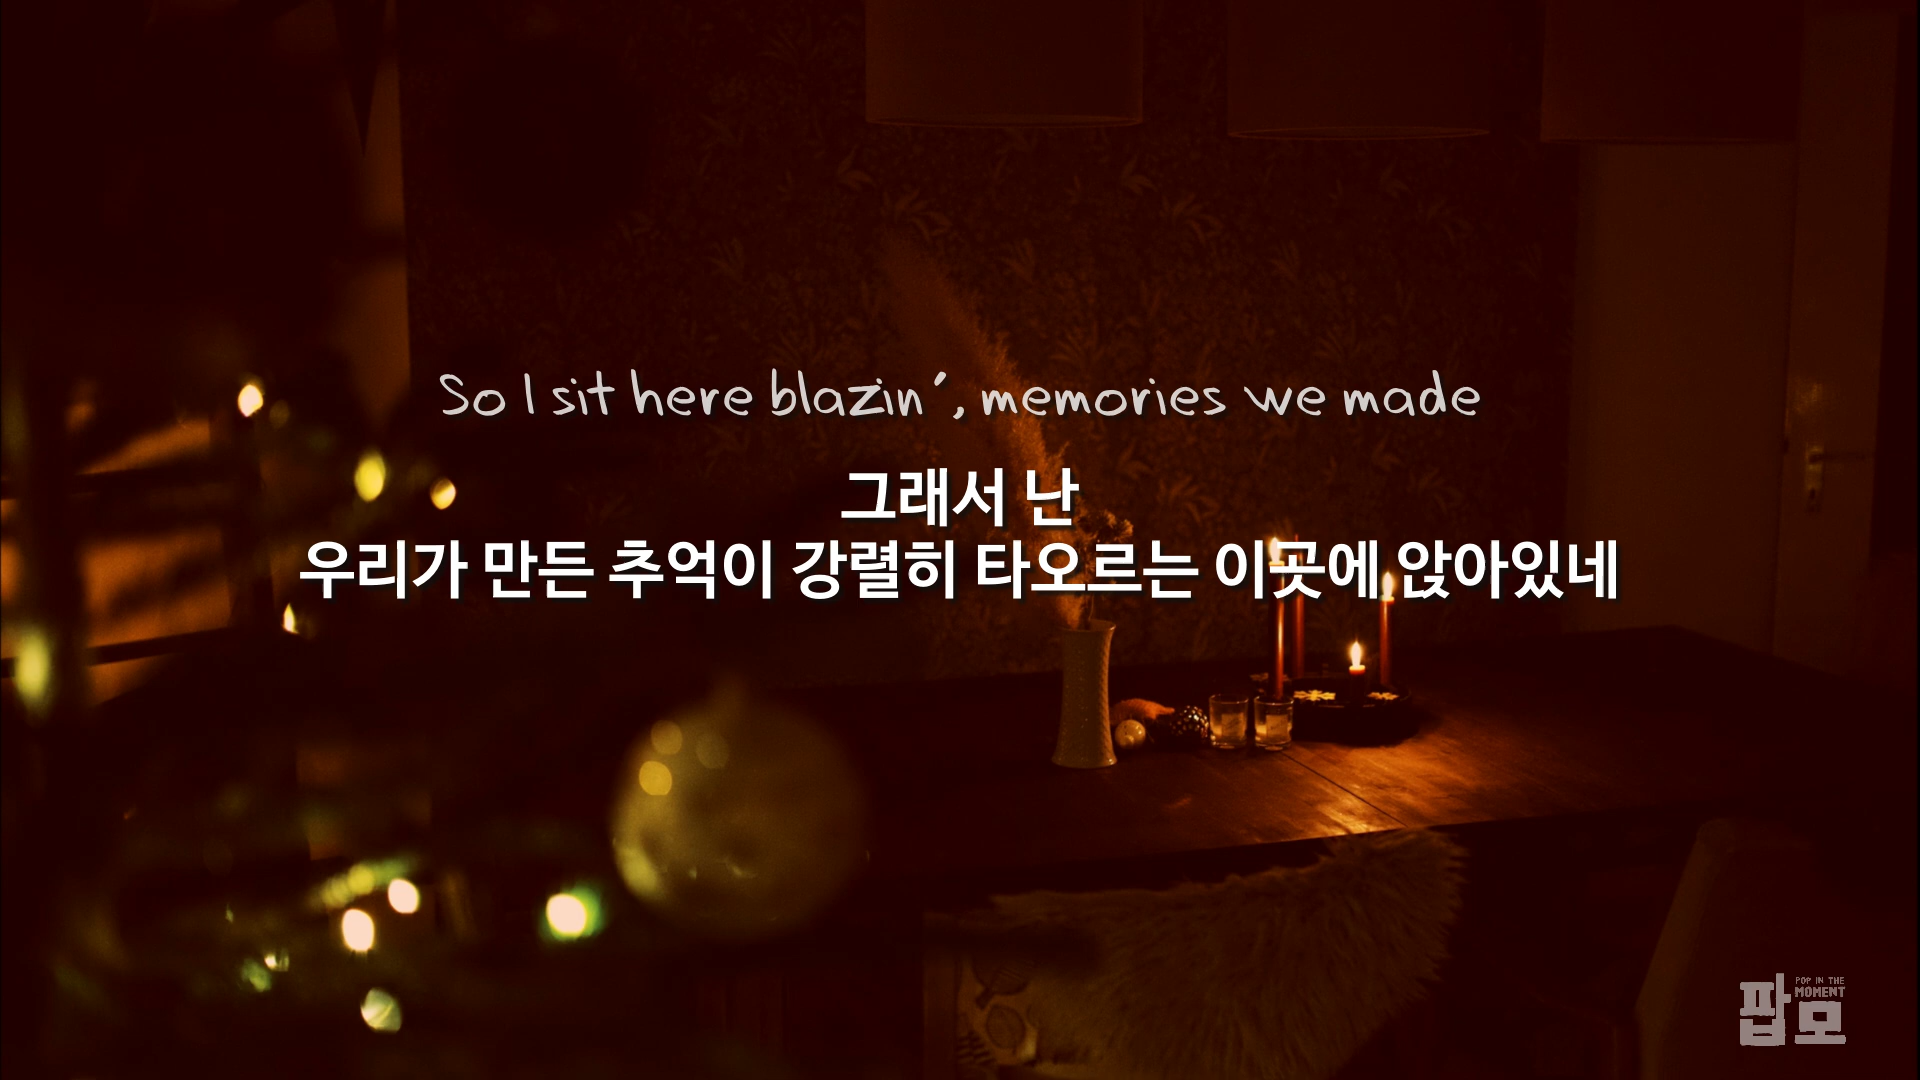 So I sit here blazin', memories we made
그래서 난
우리가 만든 추억이 강렬히 타오르는 이곳에 앉아있네
POP IN THE
MOMENT
팝모